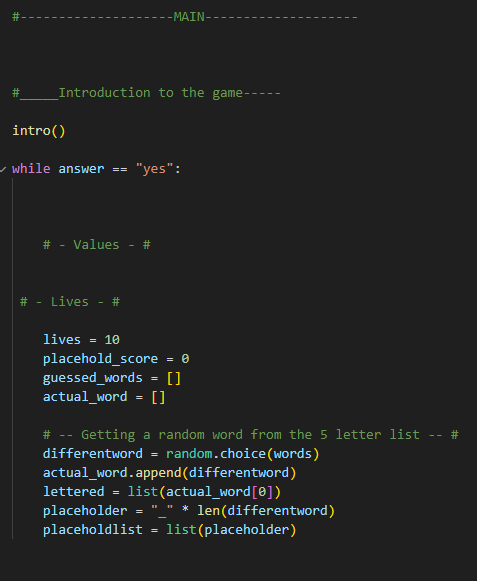 #--------------------MAIN--------------------
#_____Introduction to the game-----
intro()
while answer == "yes":
# - Values - #
# - Lives - #
lives = 10
placehold_score = 0
guessed_words = []
actual_word = []
# -- Getting a random word from the 5 letter list -- #
differentword = random.choice(words)
actual_word.append(differentword)
lettered = list(actual_word[0])
placeholder = "_" * len(differentword)
placeholdlist = list(placeholder)